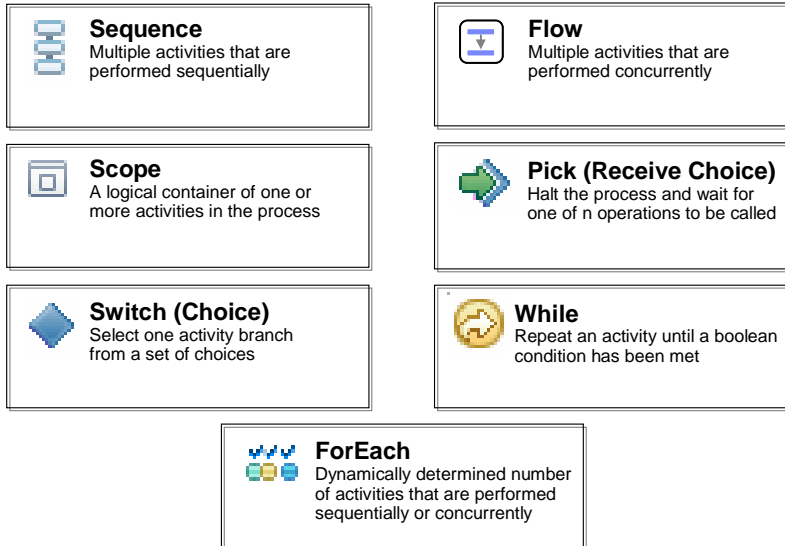 Sequence
Multiple activities that are
performed sequentially
Flow
Multiple activities that are
performed concurrently
Scope
A logical container of one or
more activities in the process
Pick (Receive Choice)
Halt the process and wait for
one of n operations to be called
Switch (Choice)
Select one activity branch
from a set of choices
While
Repeat an activity until a boolean
condition has been met
ForEach
Dynamically determined number
of activities that are performed
sequentially or concurrently